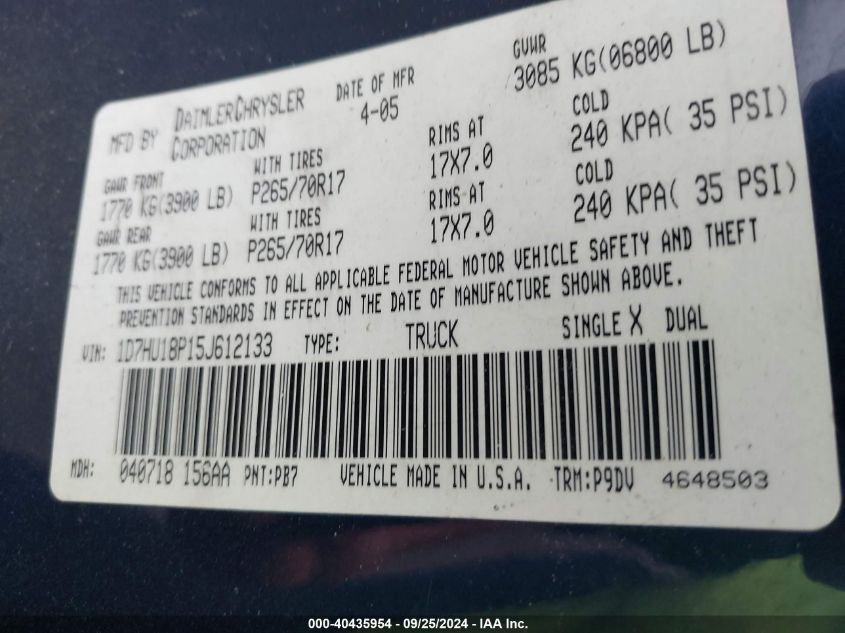 MFD BY DAIMLERCHRYSLER CORPORATION
DATE OF MFR 4-05
GVWR 3085 KG(06800 LB)
GAWR FRONT 1770 KG(3900 LB)
WITH TIRES P265/70R17
RIMS AT 17X7.0
COLD 240 KPA( 35 PSI)
GAWR REAR 1770 KG(3900 LB)
WITH TIRES P265/70R17
RIMS AT 17X7.0
COLD 240 KPA( 35 PSI)
THIS VEHICLE CONFORMS TO ALL APPLICABLE FEDERAL MOTOR VEHICLE SAFETY AND THEFT
PREVENTION STANDARDS IN EFFECT ON THE DATE OF MANUFACTURE SHOWN ABOVE.
VIN: 1D7HU18P15J612133 TYPE: TRUCK SINGLE X DUAL
MDH: 040718 156AA PNT:PB7 VEHICLE MADE IN U.S.A. TRM:P9DV 4648503
000-40435954 - 09/25/2024 - IAA Inc.